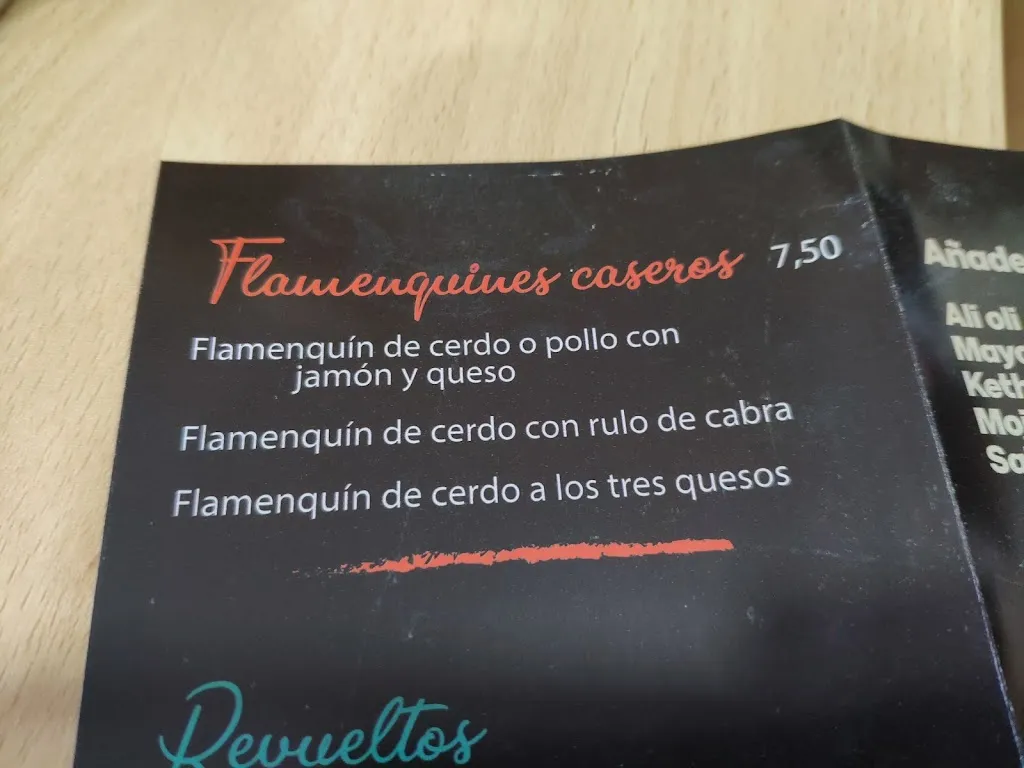 Flamenquines caseros 7,50
Flamenquín de cerdo o pollo con
jamón y queso
Flamenquín de cerdo con rulo de cabra
Flamenquín de cerdo a los tres quesos
Revueltos
Añade
Ali oli